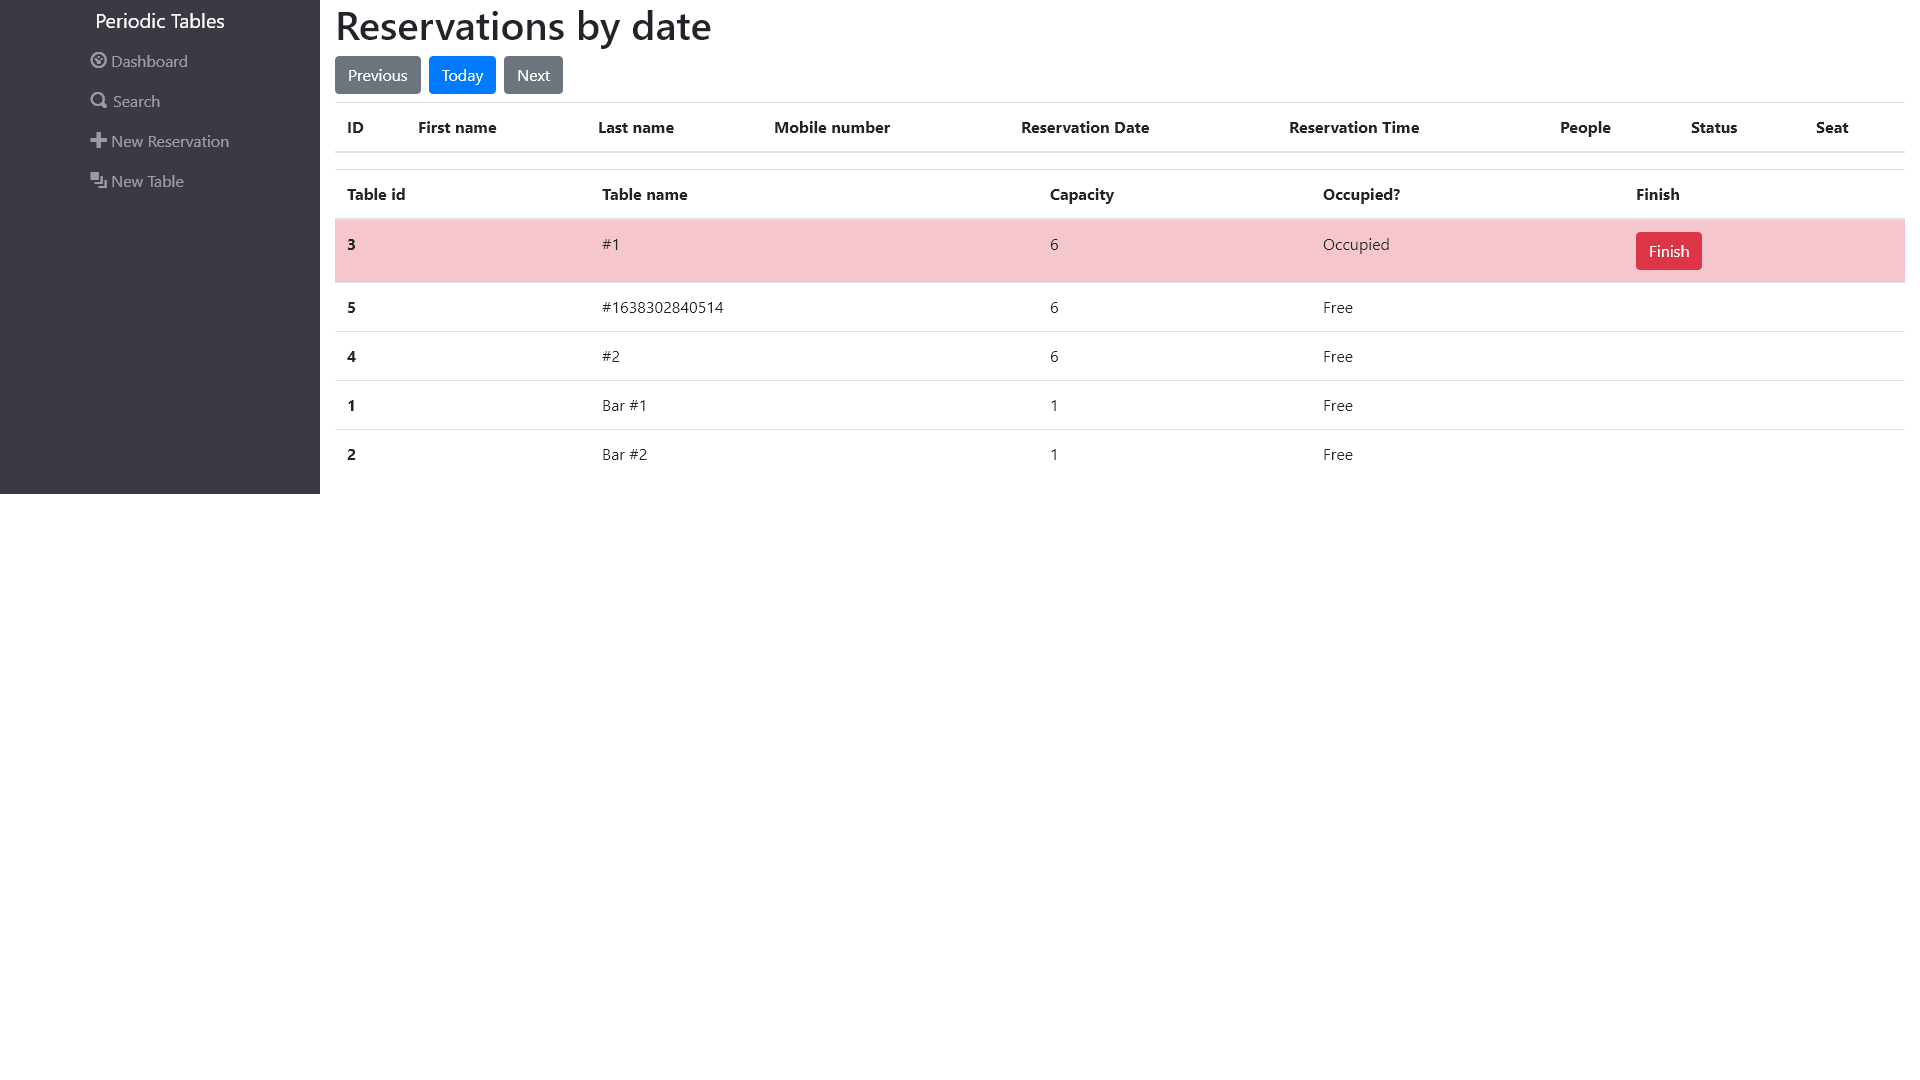 Periodic Tables
Dashboard
Search
New Reservation
New Table
Reservations by date
Previous Today Next
ID First name Last name Mobile number Reservation Date Reservation Time People Status Seat
Table id Table name Capacity Occupied? Finish
3 #1 6 Occupied Finish
5 #1638302840514 6 Free
4 #2 6 Free
1 Bar #1 1 Free
2 Bar #2 1 Free